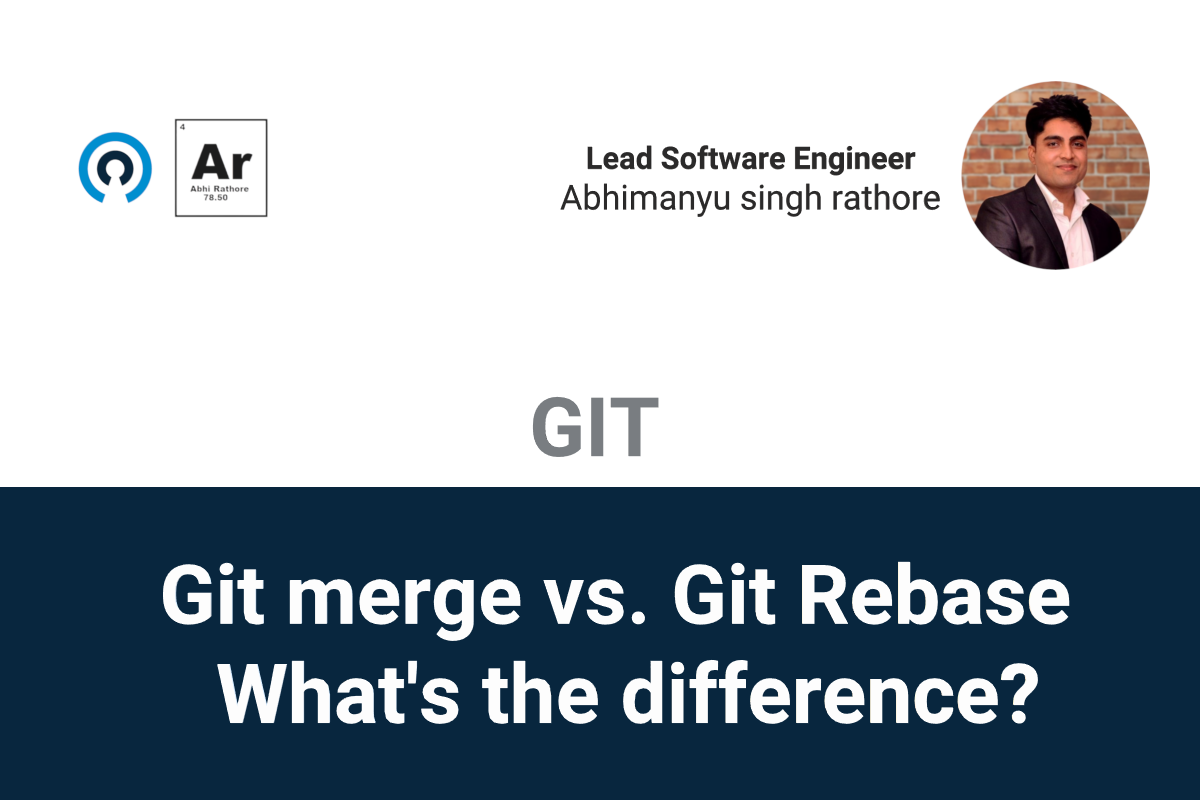 4
Ar
Abhi Rathore
78.50
Lead Software Engineer
Abhimanyu singh rathore
GIT
Git merge vs. Git Rebase
What's the difference?